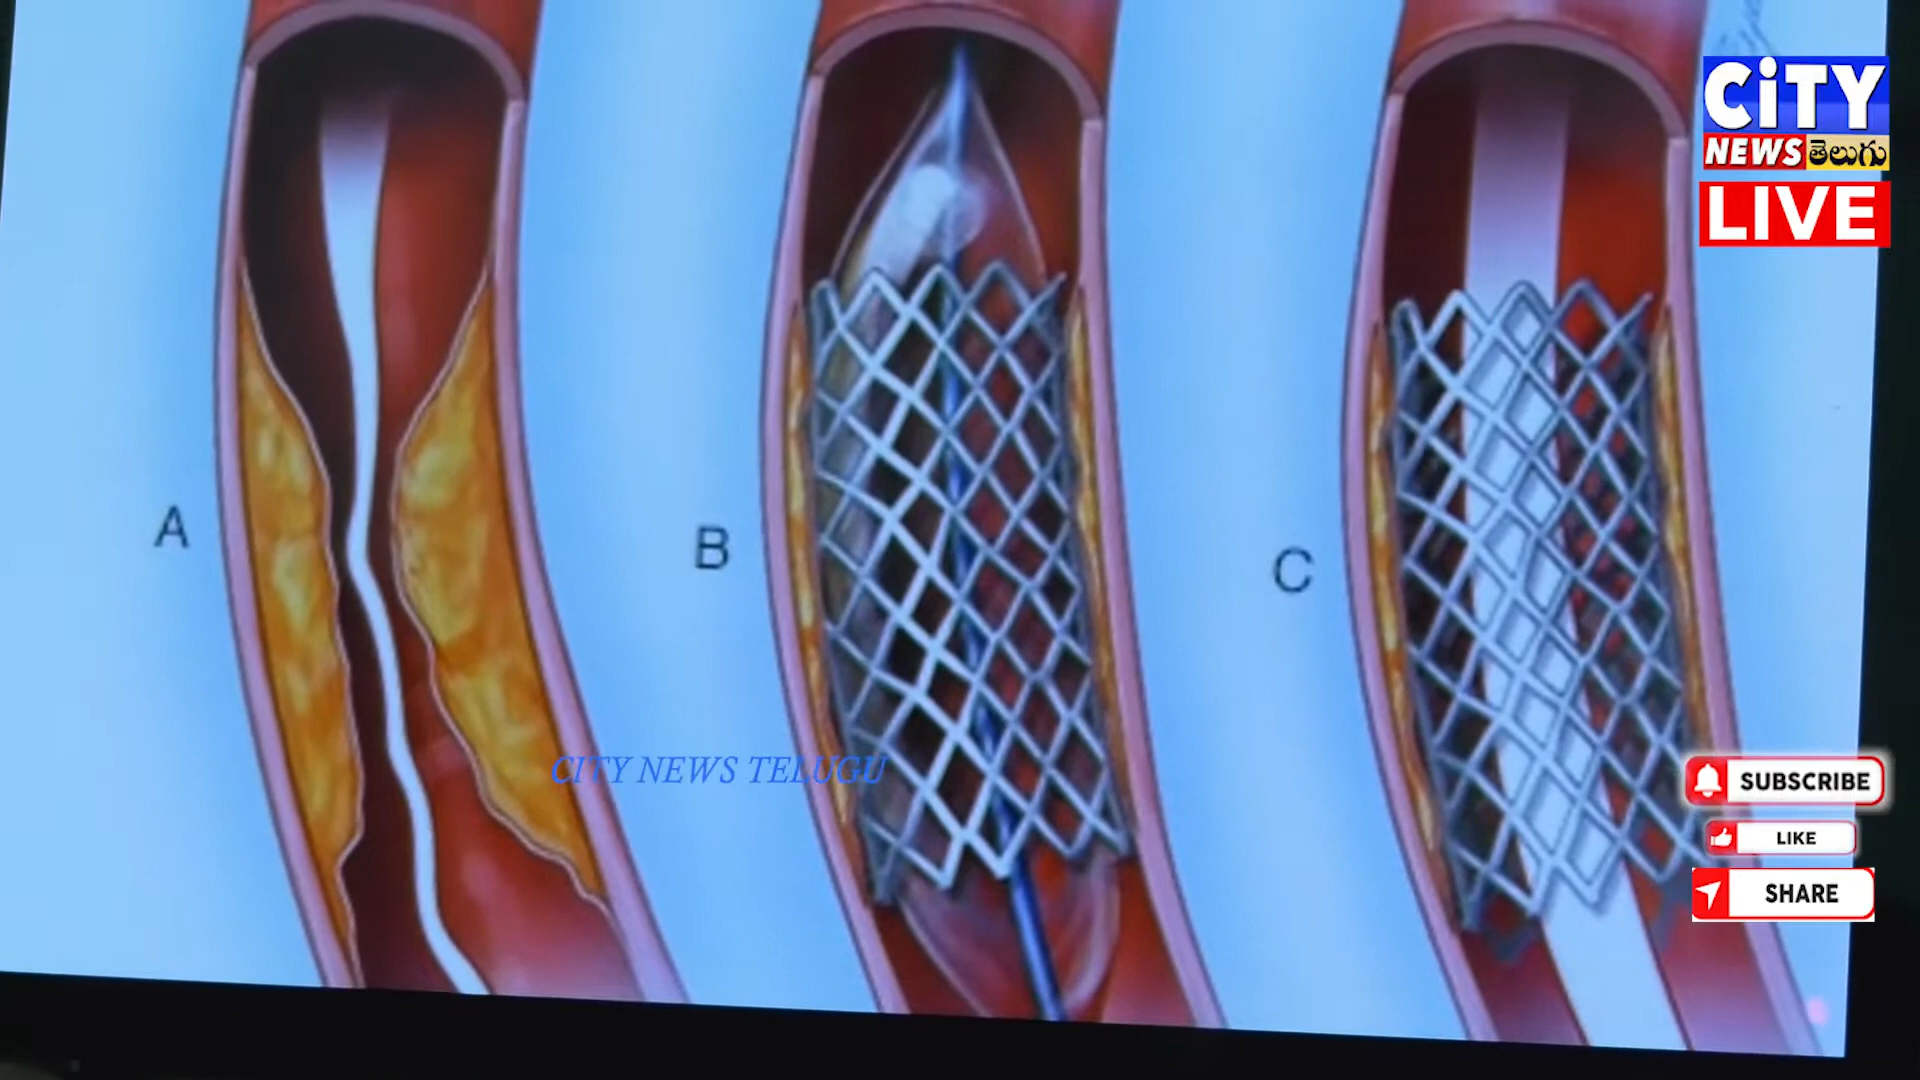 CiTY
NEWS తెలుగు
LIVE
A
B
C
CITY NEWS TELUGU
SUBSCRIBE
LIKE
SHARE